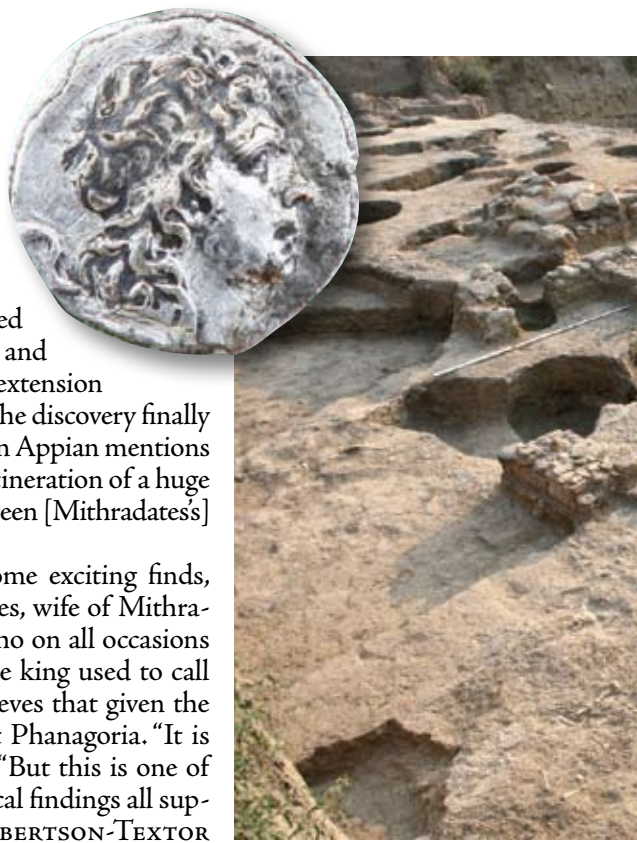 ed
and
extension
he discovery finally
n Appian mentions
ineration of a huge
een [Mithradates's]
ome exciting finds,
es, wife of Mithra-
ho on all occasions
e king used to call
eves that given the
Phanagoria. “It is
“But this is one of
cal findings all sup-
BERTSON-TEXTOR